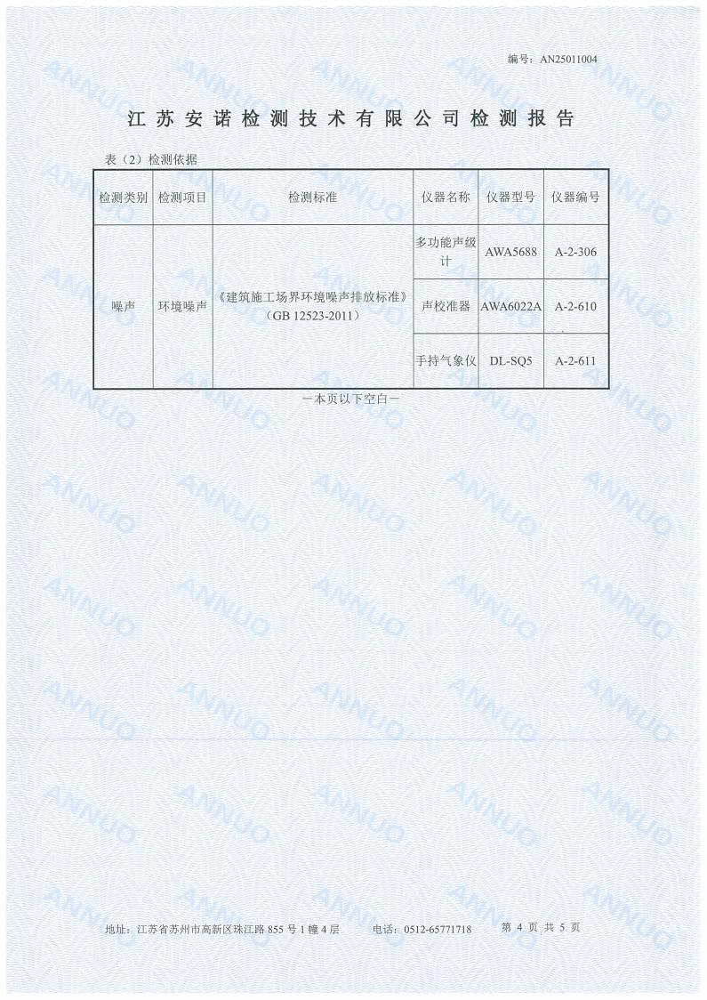 编号：AN25011004
江苏安诺检测技术有限公司检测报告
表（2）检测依据
检测类别 检测项目 检测标准 仪器名称 仪器型号 仪器编号
噪声 环境噪声 《建筑施工场界环境噪声排放标准》
（GB 12523-2011）
多功能声级
计 AWA5688 A-2-306
声校准器 AWA6022A A-2-610
手持气象仪 DL-SQ5 A-2-611
－本页以下空白－
地址：江苏省苏州市高新区珠江路 855 号 1 幢 4 层 电话：0512-65771718 第 4 页 共 5 页
ANNUO